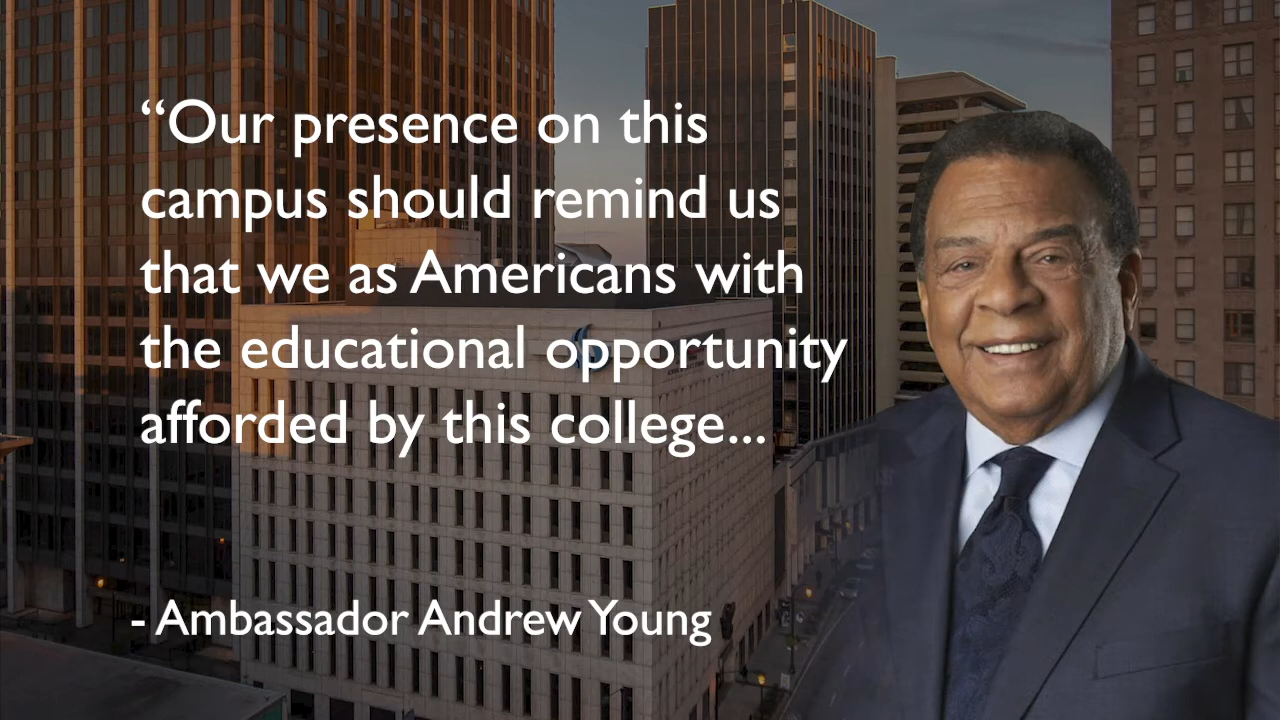 “Our presence on this
campus should remind us
that we as Americans with
the educational opportunity
afforded by this college...
- Ambassador Andrew Young